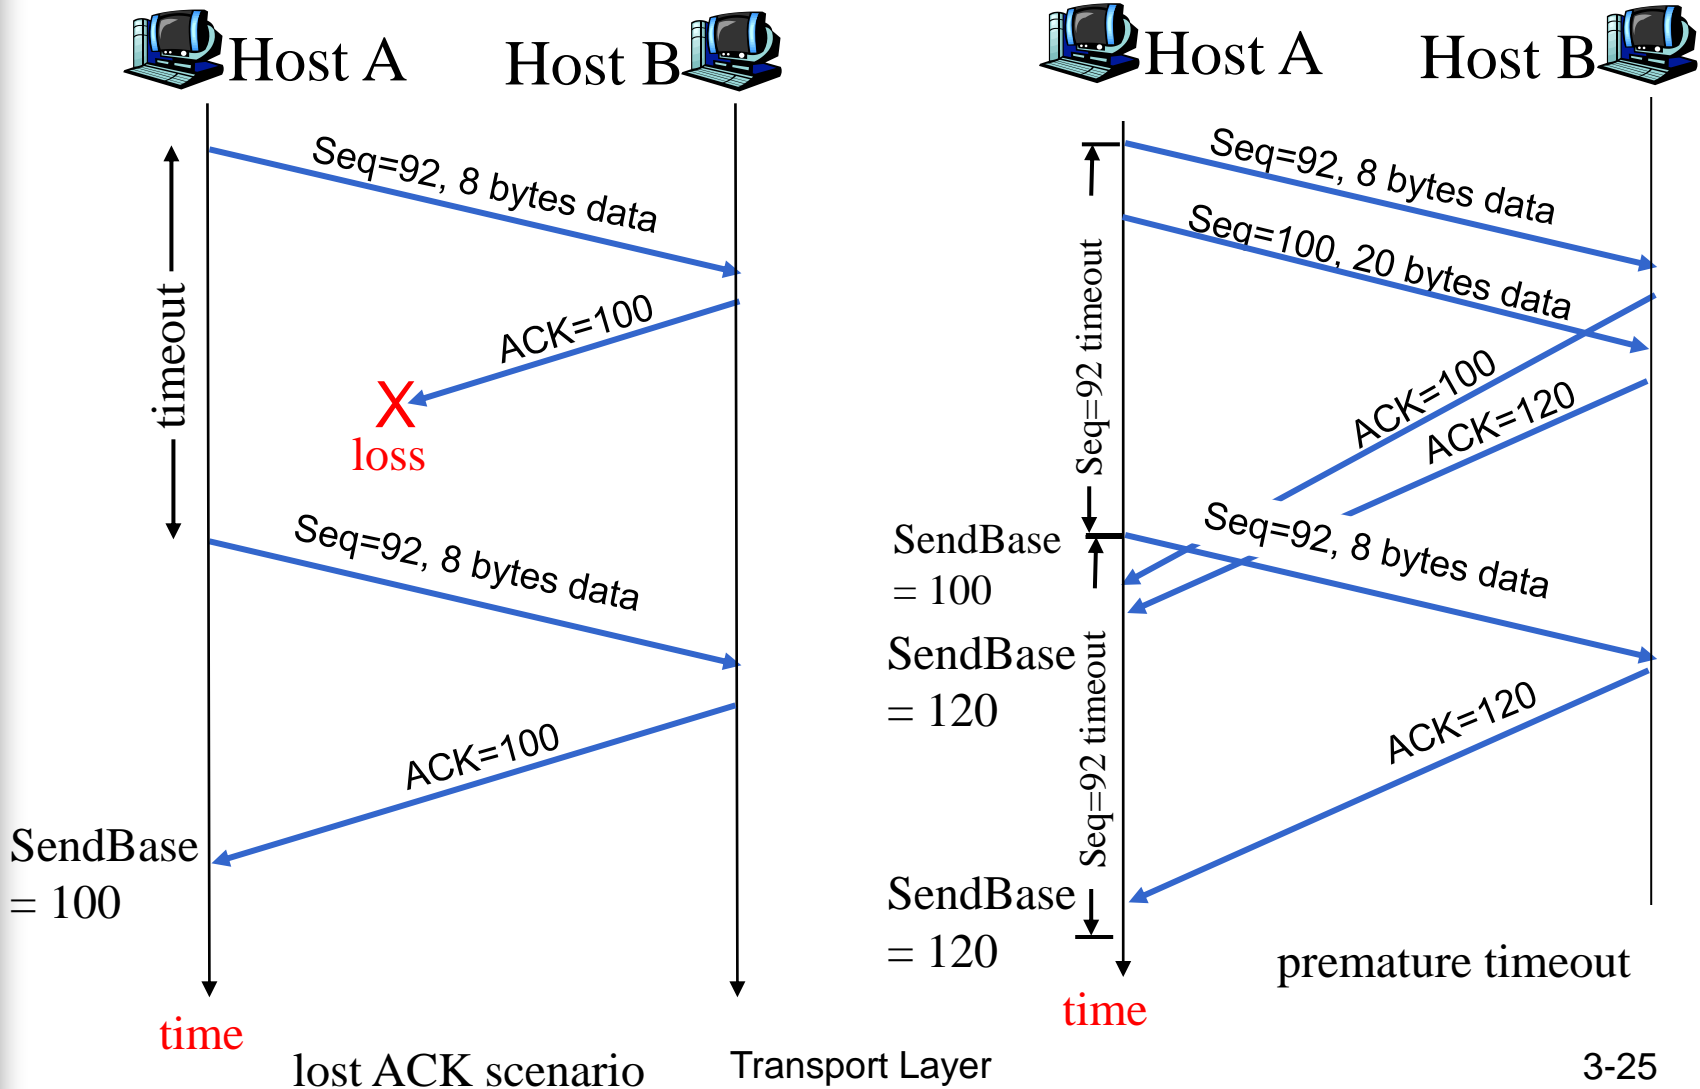 Host A
Host B
Seq=92, 8 bytes data
timeout
ACK=100
X
loss
Seq=92, 8 bytes data
ACK=100
SendBase
= 100
time
lost ACK scenario
Host A
Host B
Seq=92, 8 bytes data
Seq=100, 20 bytes data
Seq=92 timeout
ACK=100
ACK=120
Seq=92, 8 bytes data
SendBase
= 100
SendBase
= 120
Seq=92 timeout
ACK=120
SendBase
= 120
premature timeout
time
Transport Layer
3-25